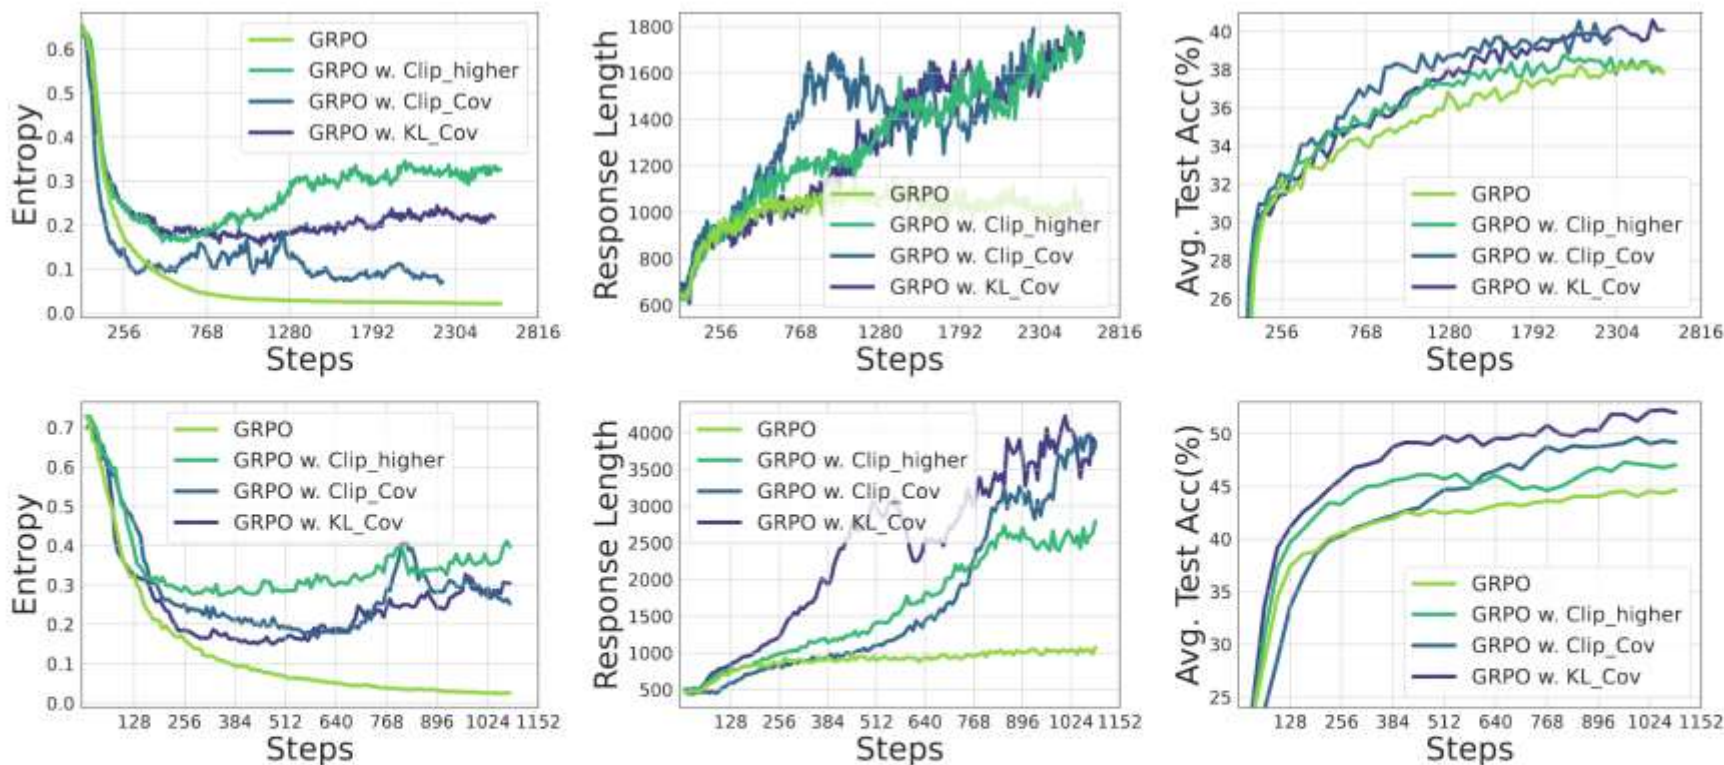 Entropy
0.6
0.5
0.4
0.3
0.2
0.1
0.0
GRPO
GRPO w. Clip_higher
GRPO w. Clip_Cov
GRPO w. KL_Cov
256 768 1280 1792 2304 2816
Steps
Response Length
1800
1600
1400
1200
1000
800
600
GRPO
GRPO w. Clip_higher
GRPO w. Clip_Cov
GRPO w. KL_Cov
256 768 1280 1792 2304 2816
Steps
Avg. Test Acc(%)
40
38
36
34
32
30
28
26
GRPO
GRPO w. Clip_higher
GRPO w. Clip_Cov
GRPO w. KL_Cov
256 768 1280 1792 2304 2816
Steps
Entropy
0.7
0.6
0.5
0.4
0.3
0.2
0.1
0.0
GRPO
GRPO w. Clip_higher
GRPO w. Clip_Cov
GRPO w. KL_Cov
128 256 384 512 640 768 896 1024 1152
Steps
Response Length
4000
3500
3000
2500
2000
1500
1000
500
GRPO
GRPO w. Clip_higher
GRPO w. Clip_Cov
GRPO w. KL_Cov
128 256 384 512 640 768 896 1024 1152
Steps
Avg. Test Acc(%)
50
45
40
35
30
25
GRPO
GRPO w. Clip_higher
GRPO w. Clip_Cov
GRPO w. KL_Cov
128 256 384 512 640 768 896 1024 1152
Steps